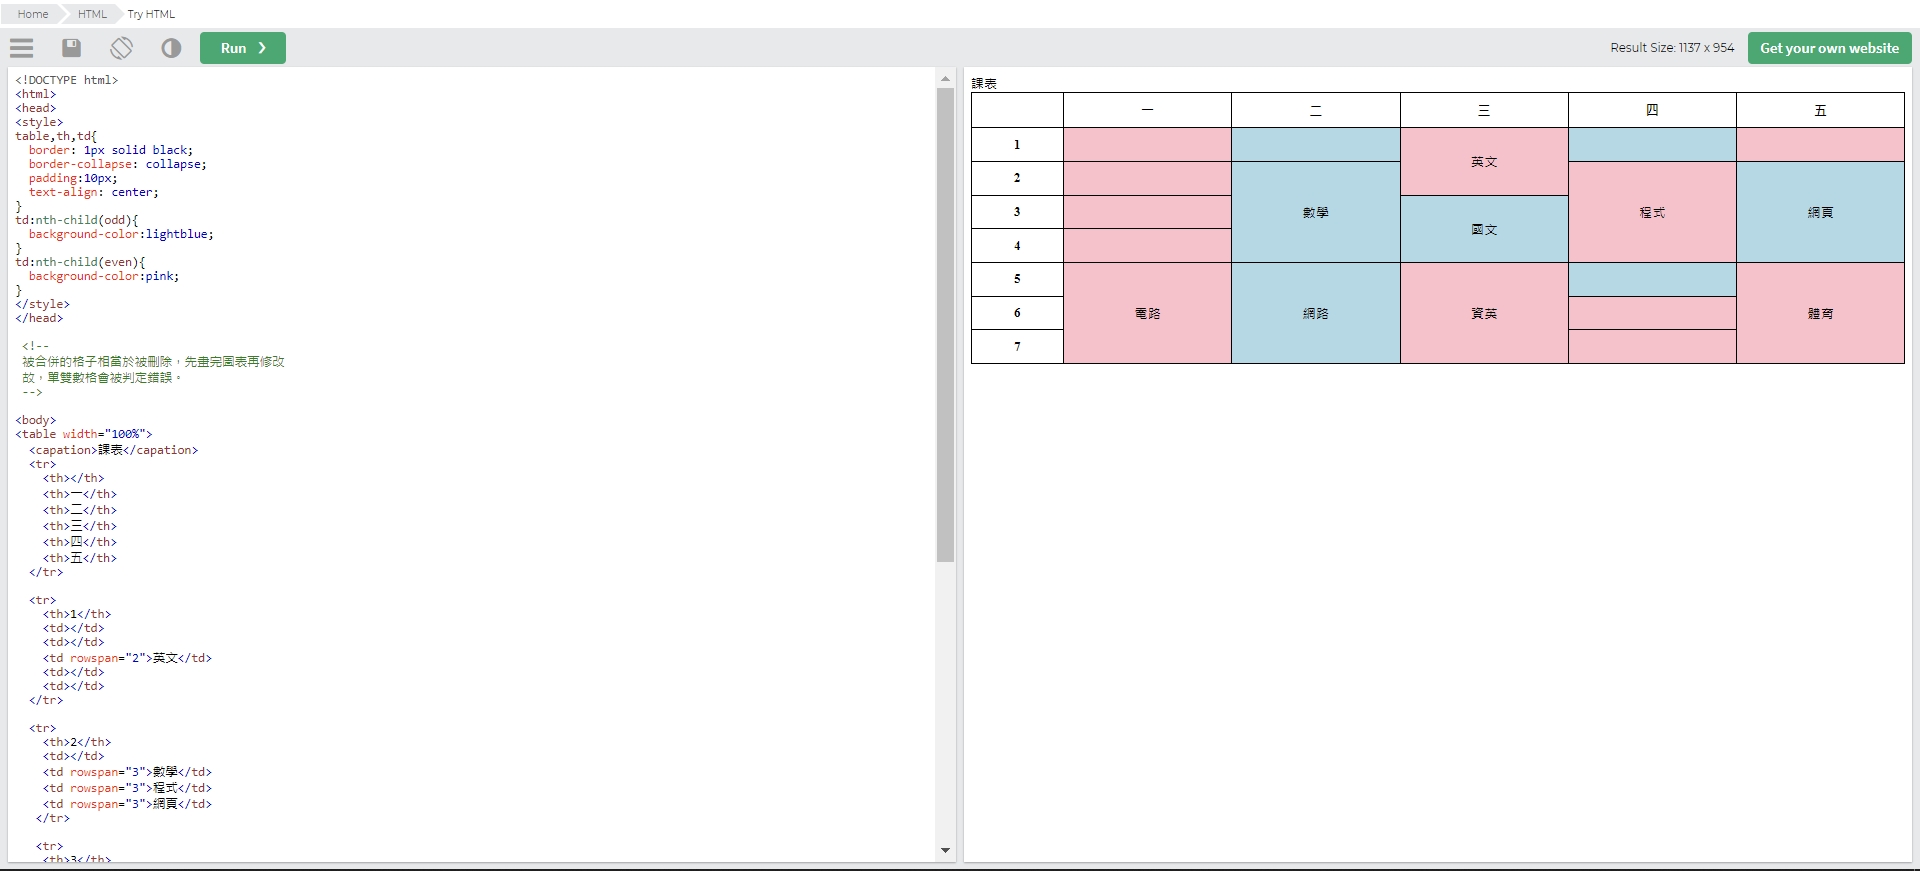 Home HTML Try HTML
Run ❯ Result Size: 1137 x 954 Get your own website
<!DOCTYPE html>
<html>
<head>
<style>
table,th,td{
  border: 1px solid black;
  border-collapse: collapse;
  padding:10px;
  text-align: center;
}
td:nth-child(odd){
  background-color:lightblue;
}
td:nth-child(even){
  background-color:pink;
}
</style>
</head>
<!--
被合併的格子相當於被刪除，先畫完圖表再修改
故，單雙數格會被判定錯誤。
-->
<body>
<table width="100%">
  <capation>課表</capation>
  <tr>
    <th></th>
    <th>一</th>
    <th>二</th>
    <th>三</th>
    <th>四</th>
    <th>五</th>
  </tr>
  <tr>
    <th>1</th>
    <td></td>
    <td></td>
    <td rowspan="2">英文</td>
    <td></td>
    <td></td>
  </tr>
  <tr>
    <th>2</th>
    <td></td>
    <td rowspan="3">數學</td>
    <td rowspan="3">程式</td>
    <td rowspan="3">網頁</td>
   </tr>
   <tr>
    <th>3</th>
課表
一 二 三 四 五
1
英文
2
3 數學 程式 網頁
國文
4
5
6 電路 網路 資英 體育
7